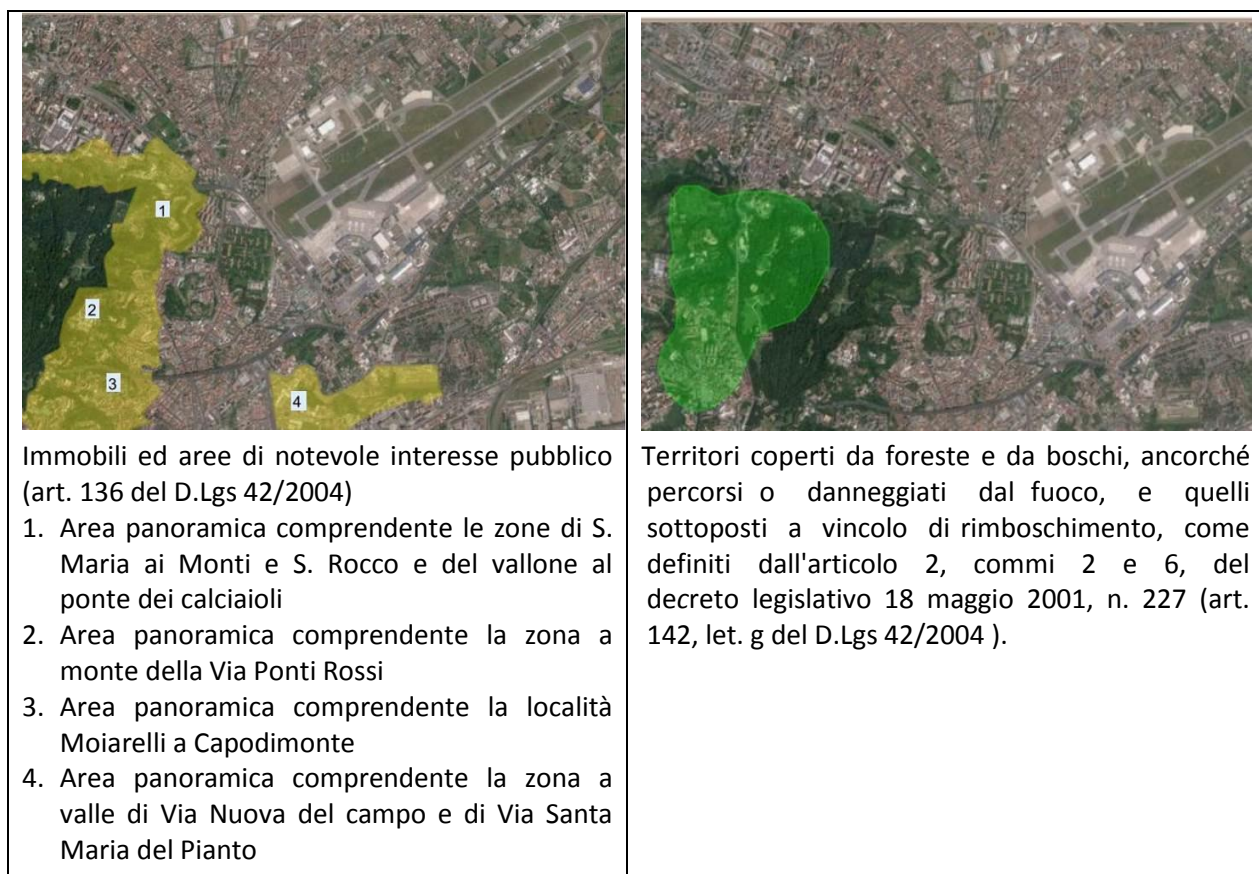 1
2
3
4
Immobili ed aree di notevole interesse pubblico
(art. 136 del D.Lgs 42/2004)
1. Area panoramica comprendente le zone di S.
Maria ai Monti e S. Rocco e del vallone al
ponte dei calciaioli
2. Area panoramica comprendente la zona a
monte della Via Ponti Rossi
3. Area panoramica comprendente la località
Moiarelli a Capodimonte
4. Area panoramica comprendente la zona a
valle di Via Nuova del campo e di Via Santa
Maria del Pianto
Territori coperti da foreste e da boschi, ancorché
percorsi o danneggiati dal fuoco, e quelli
sottoposti a vincolo di rimboschimento, come
definiti dall'articolo 2, commi 2 e 6, del
decreto legislativo 18 maggio 2001, n. 227 (art.
142, let. g del D.Lgs 42/2004 ).